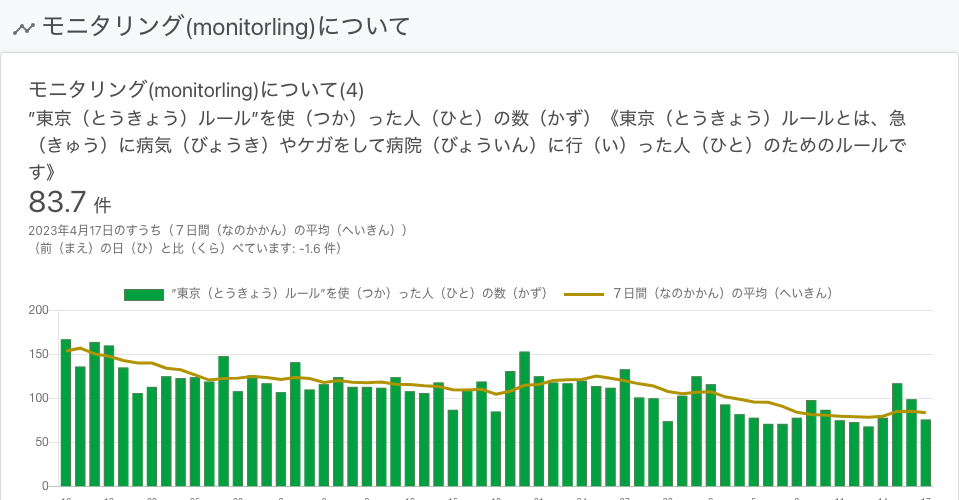 モニタリング(monitorling)について
モニタリング(monitorling)について(4)
”東京（とうきょう）ルール”を使（つか）った人（ひと）の数（かず）《東京（とうきょう）ルールとは、急
（きゅう）に病気（びょうき）やケガをして病院（びょういん）に行（い）った人（ひと）のためのルールで
す》
83.7 件
2023年4月17日のすうち（７日間（なのかかん）の平均（へいきん））
（前（まえ）の日（ひ）と比（くら）べています: -1.6 件）
”東京（とうきょう）ルール”を使（つか）った人（ひと）の数（かず） ７日間（なのかかん）の平均（へいきん）
200
150
100
50
0